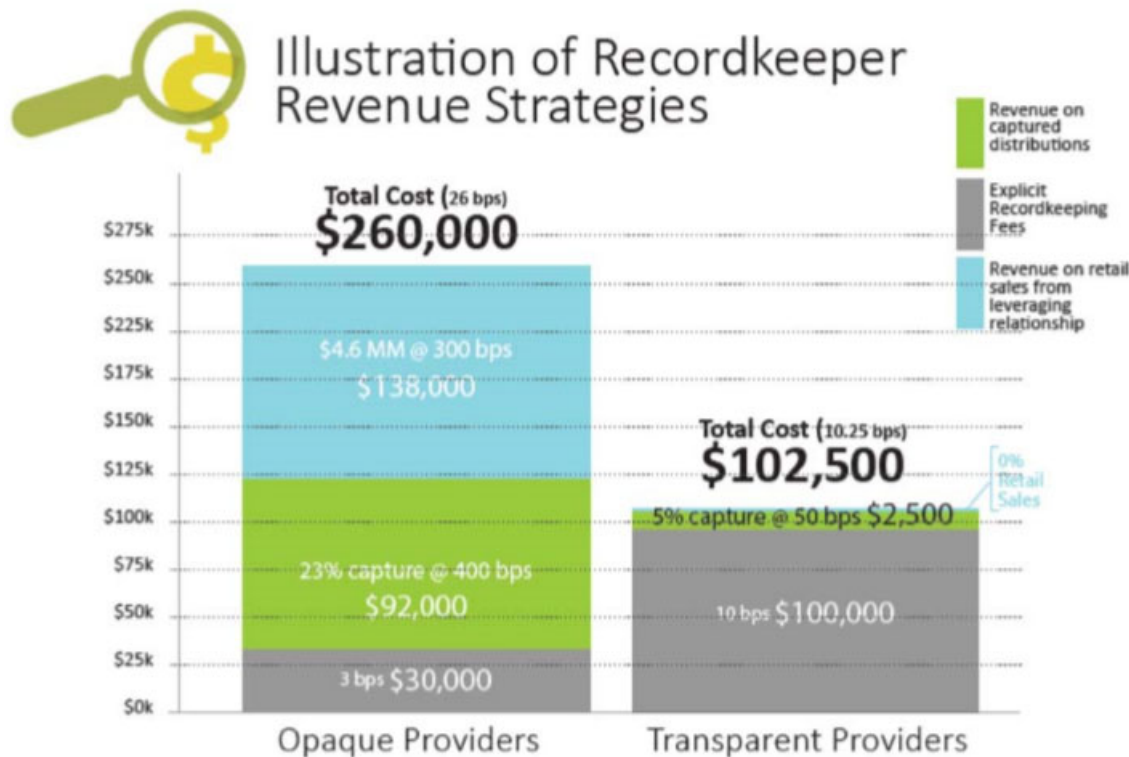 Illustration of Recordkeeper
Revenue Strategies
Revenue on
captured
distributions
Explicit
Recordkeeping
Fees
Revenue on retail
sales from
leveraging
relationship
Total Cost (26 bps)
$260,000
$275k
$250k
$225k
$175k
$150k
$125k
$100k
$75k
$50k
$25k
$0k
$4.6 MM @ 300 bps
$138,000
23% capture @ 400 bps
$92,000
3 bps $30,000
Total Cost (10.25 bps)
$102,500
0%
Retail
Sales
5% capture @ 50 bps $2,500
10 bps $100,000
Opaque Providers
Transparent Providers